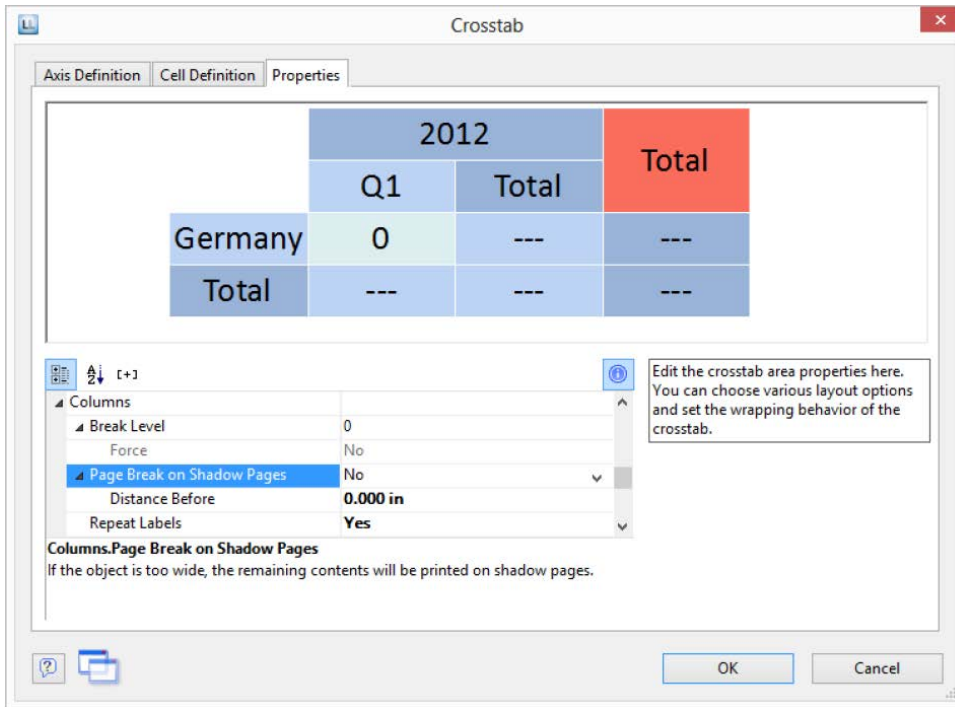 LL
Crosstab
Axis Definition Cell Definition Properties
2012 Total
Q1 Total
Germany 0 --- ---
Total --- --- ---
A Z [+]
Columns
Break Level 0
Force No
Page Break on Shadow Pages No
Distance Before 0.000 in
Repeat Labels Yes
Edit the crosstab area properties here.
You can choose various layout options
and set the wrapping behavior of the
crosstab.
Columns.Page Break on Shadow Pages
If the object is too wide, the remaining contents will be printed on shadow pages.
OK Cancel